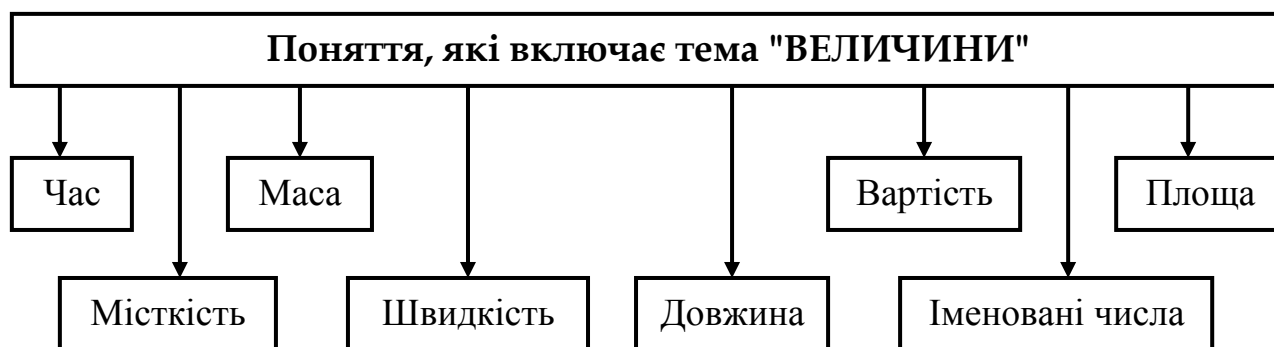 Поняття, які включає тема "ВЕЛИЧИНИ"
Час
Маса
Вартість
Площа
Місткість
Швидкість
Довжина
Іменовані числа